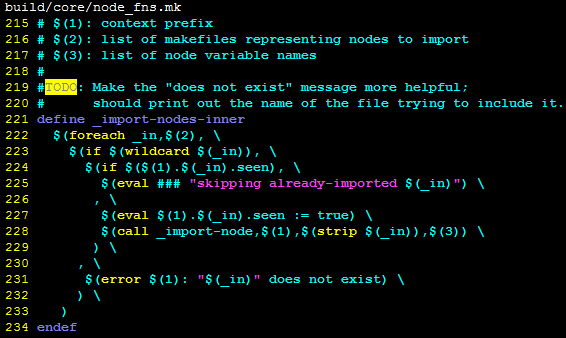 build/core/node_fns.mk
215 # $(1): context prefix
216 # $(2): list of makefiles representing nodes to import
217 # $(3): list of node variable names
218 #
219 #TODO: Make the "does not exist" message more helpful;
220 #       should print out the name of the file trying to include it.
221 define _import-nodes-inner
222   $(foreach _in,$(2), \
223     $(if $(wildcard $(_in)), \
224       $(if $($(1).$(_in).seen), \
225         $(eval ### "skipping already-imported $(_in)") \
226        , \
227         $(eval $(1).$(_in).seen := true) \
228         $(call _import-node,$(1),$(strip $(_in)),$(3)) \
229        ) \
230      , \
231       $(error $(1): "$(_in)" does not exist) \
232      ) \
233    )
234 endef